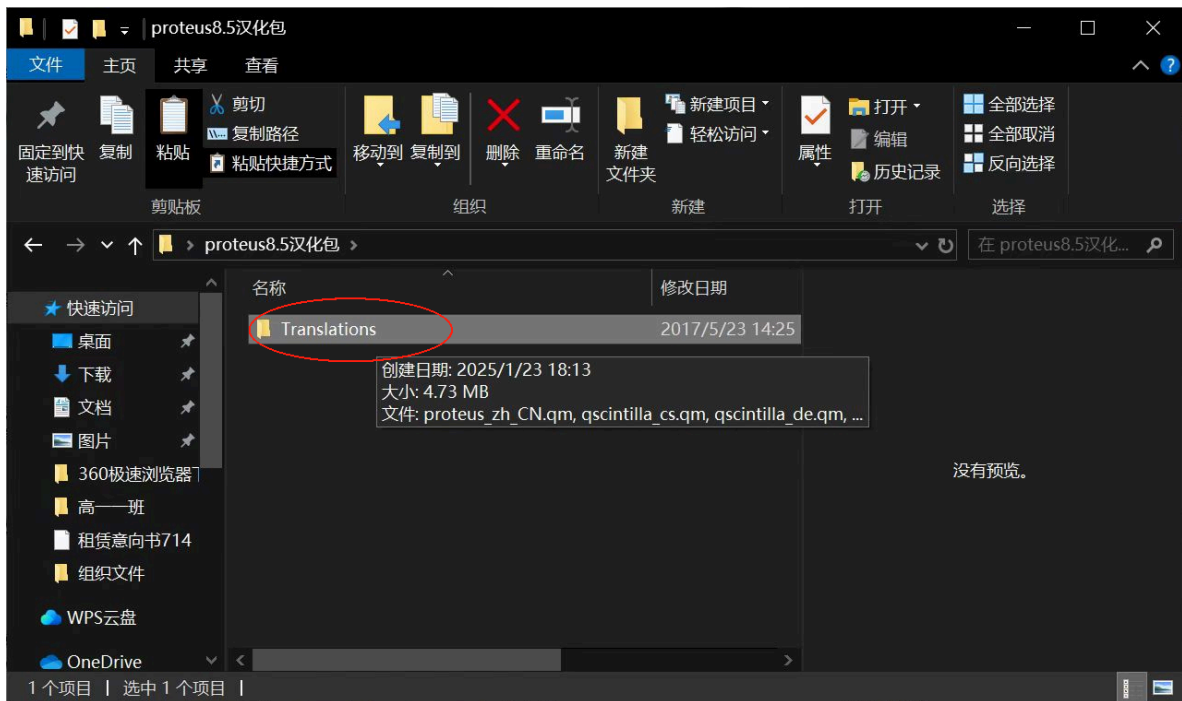 proteus8.5汉化包
文件 主页 共享 查看
固定到快速访问
复制
粘贴
剪切
复制路径
粘贴快捷方式
剪贴板
移动到 复制到
删除 重命名
组织
新建
文件夹
新建项目
轻松访问
新建
属性
打开
编辑
历史记录
打开
全部选择
全部取消
反向选择
选择
proteus8.5汉化包
在 proteus8.5汉化...
快速访问
桌面
下载
文档
图片
360极速浏览器
高一一班
租赁意向书714
组织文件
WPS云盘
OneDrive
名称 修改日期
Translations 2017/5/23 14:25
创建日期: 2025/1/23 18:13
大小: 4.73 MB
文件: proteus_zh_CN.qm, qscintilla_cs.qm, qscintilla_de.qm, ...
没有预览。
1 个项目 选中 1 个项目